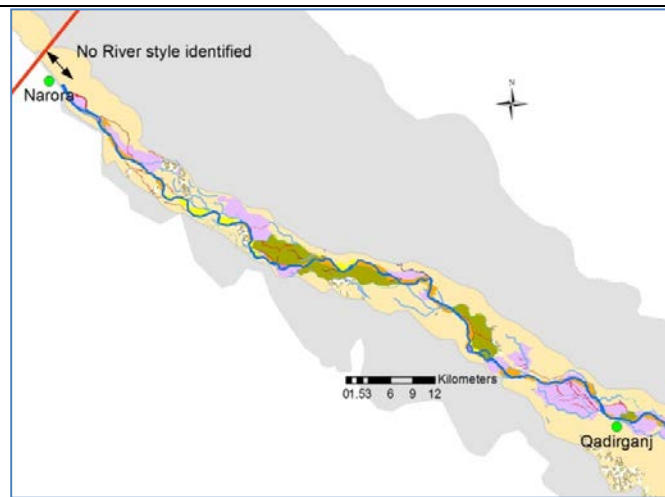 No River style identified
Narora
N
Kilometers
01.53 6 9 12
Qadirganj